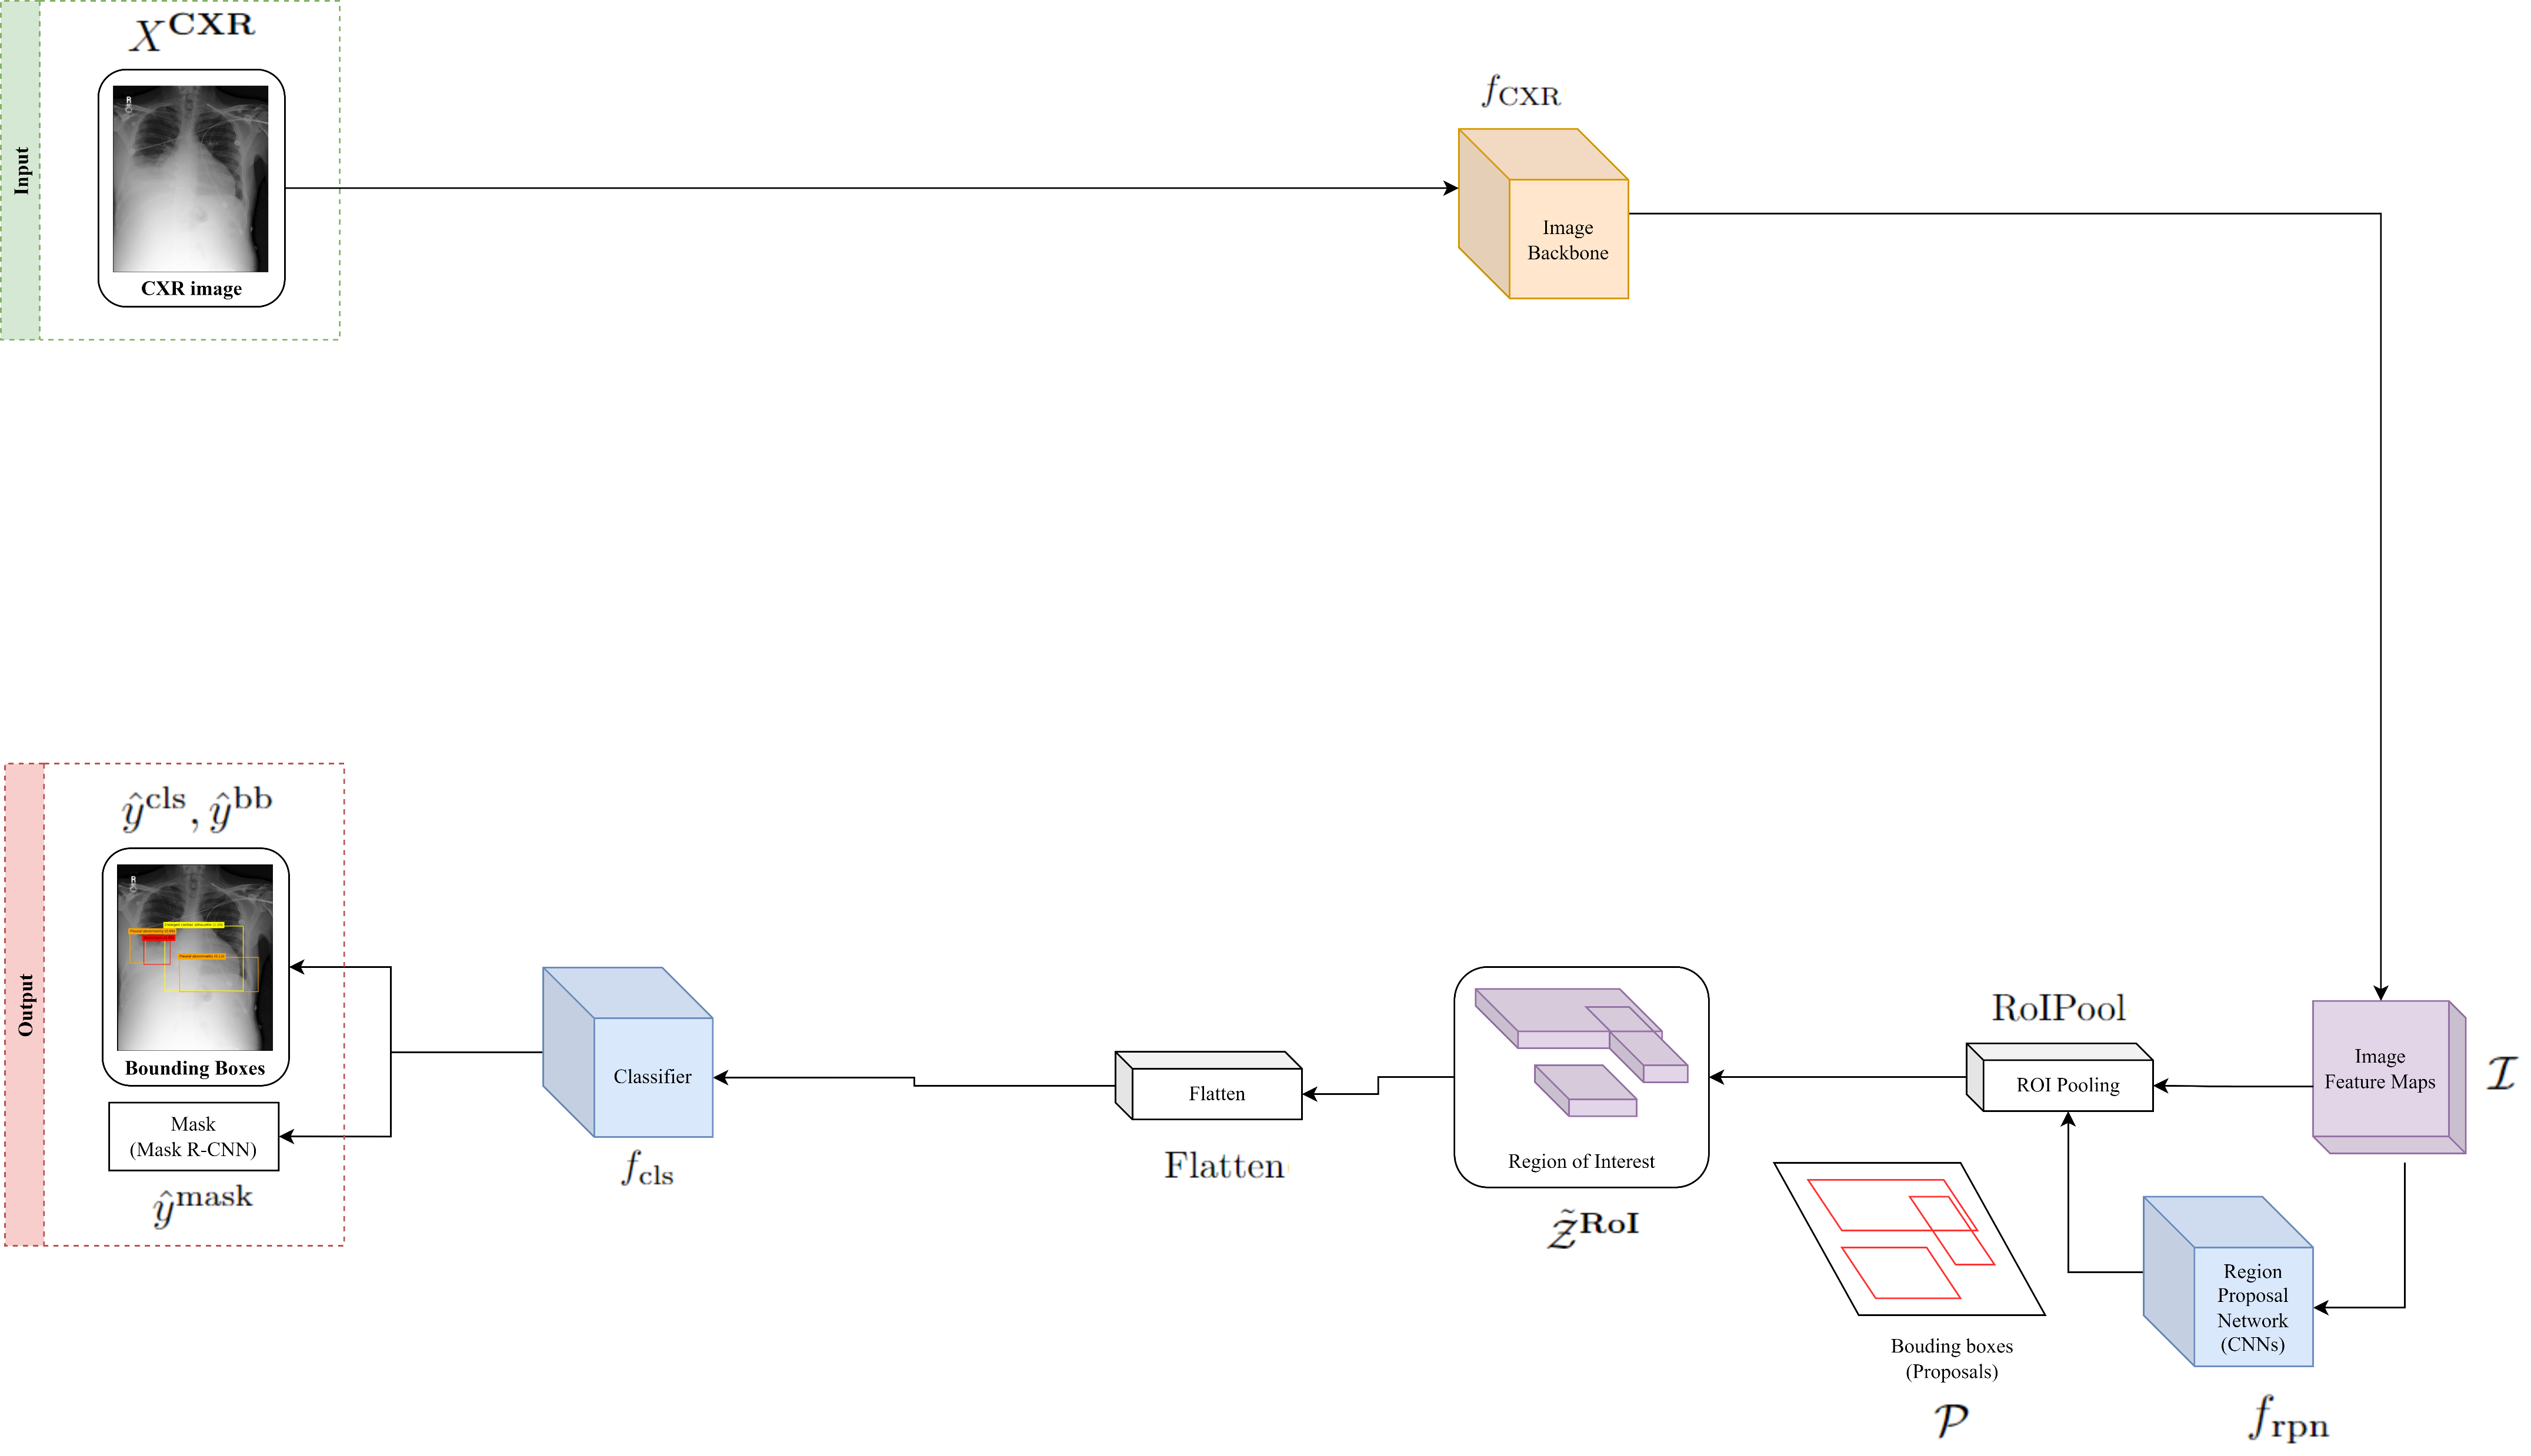 Input
X^CXR
R
CXR image
f_CXR
Image
Backbone
Output
ŷ^cls, ŷ^bb
R
Bounding Boxes
Mask
(Mask R-CNN)
ŷ^mask
Classifier
f_cls
Flatten
Flatten
Region of Interest
𝒵̃^RoI
RoIPool
ROI Pooling
Image
Feature Maps
ℐ
Bouding boxes
(Proposals)
𝒫
Region
Proposal
Network
(CNNs)
f_rpn